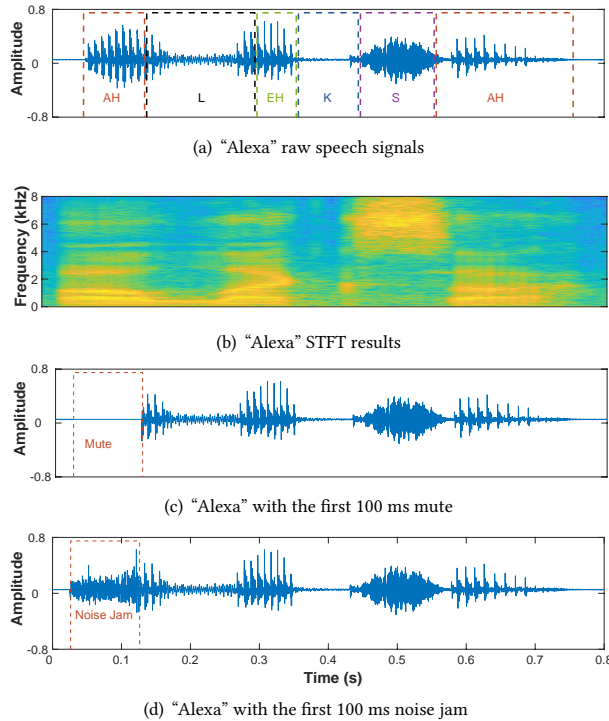 0.8
0
-0.8
Amplitude
AH
L
EH
K
S
AH
(a) “Alexa” raw speech signals
8
6
4
2
0
Frequency (kHz)
(b) “Alexa” STFT results
0.8
0
-0.8
Amplitude
Mute
(c) “Alexa” with the first 100 ms mute
0.8
0
-0.8
Amplitude
Noise Jam
0 0.1 0.2 0.3 0.4 0.5 0.6 0.7 0.8
Time (s)
(d) “Alexa” with the first 100 ms noise jam